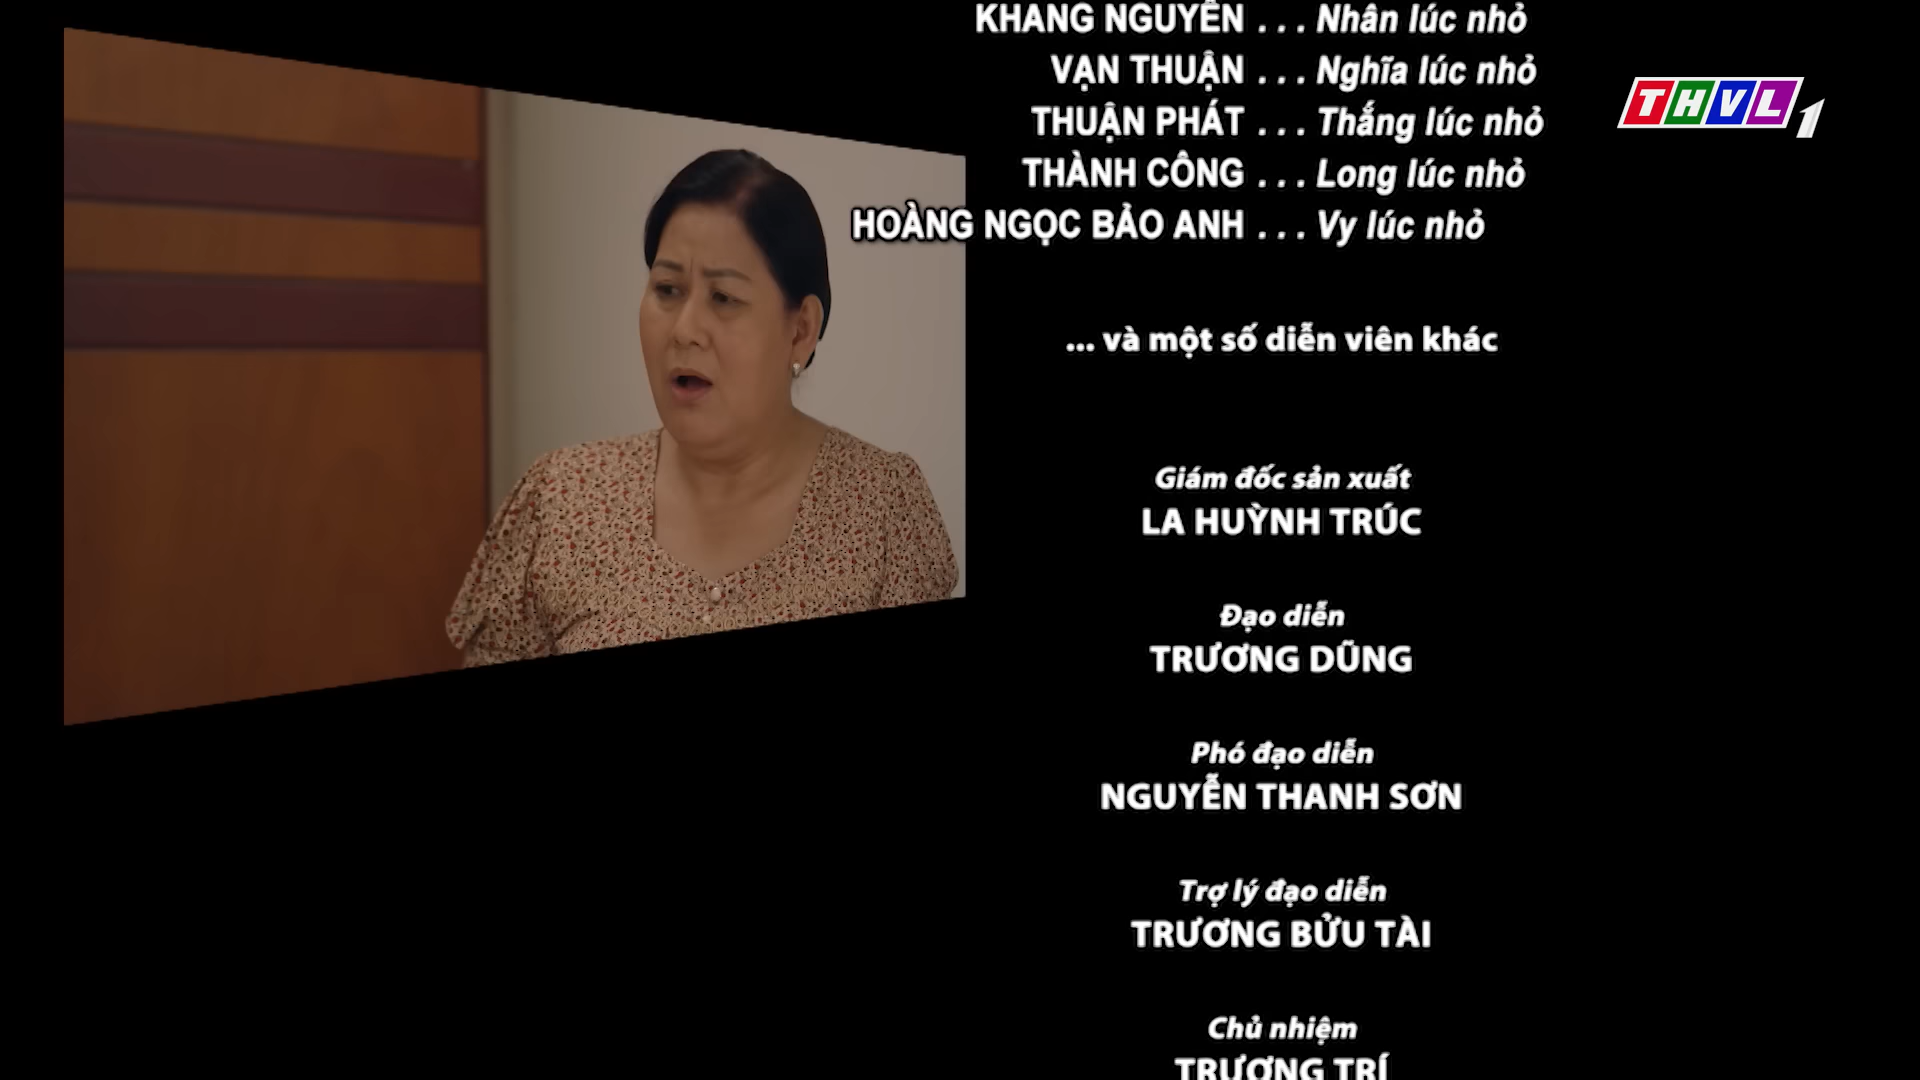 KHANG NGUYỄN . . . Nhân lúc nhỏ
VẠN THUẬN . . . Nghĩa lúc nhỏ
THUẬN PHÁT . . . Thắng lúc nhỏ
THÀNH CÔNG . . . Long lúc nhỏ
HOÀNG NGỌC BẢO ANH . . . Vy lúc nhỏ
THVL1
... và một số diễn viên khác
Giám đốc sản xuất
LA HUỲNH TRÚC
Đạo diễn
TRƯƠNG DŨNG
Phó đạo diễn
NGUYỄN THANH SƠN
Trợ lý đạo diễn
TRƯƠNG BỬU TÀI
Chủ nhiệm
TRƯƠNG TRÍ